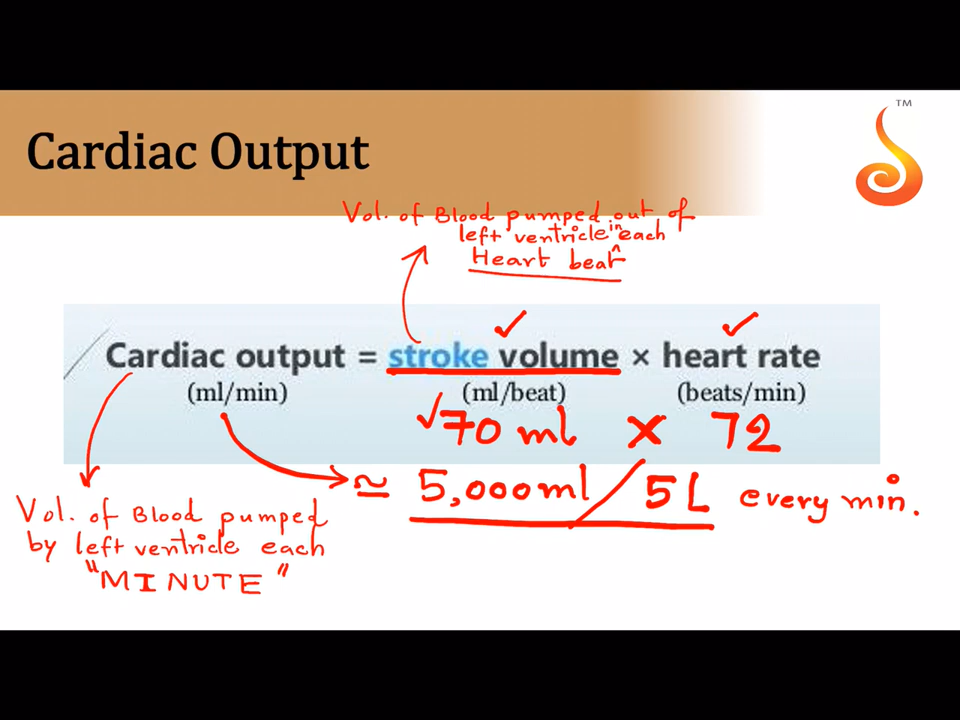 TM
Cardiac Output
Vol. of Blood pumped out of
left ventricle in each
Heart beat
Cardiac output = stroke volume × heart rate
(ml/min) (ml/beat) (beats/min)
√70 ml × 72
≃ 5,000ml / 5L every min.
Vol. of Blood pumped
by left ventricle each
"MINUTE"